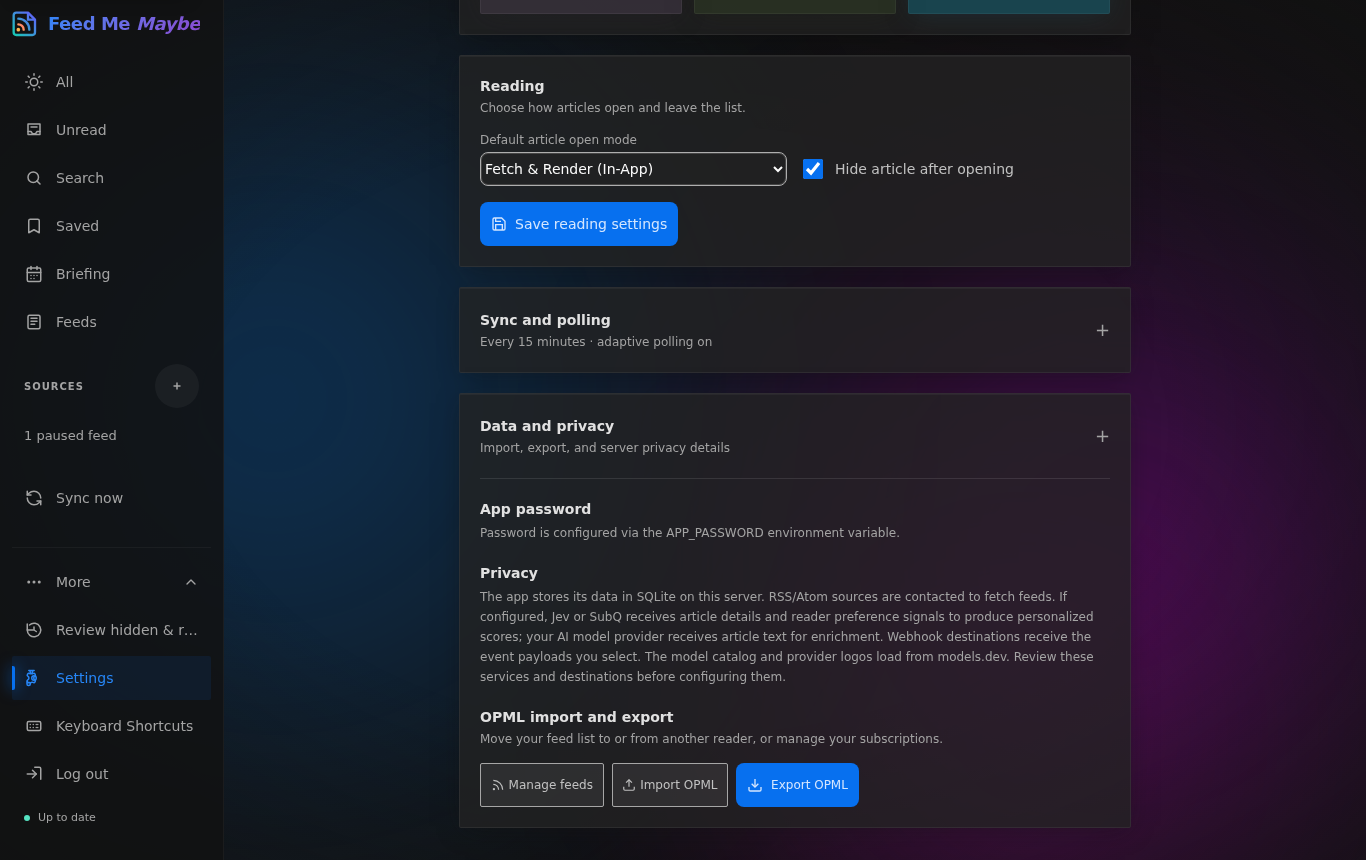 Feed Me Maybe
All
Unread
Search
Saved
Briefing
Feeds
SOURCES
+
1 paused feed
Sync now
More
Review hidden & r...
Settings
Keyboard Shortcuts
Log out
Up to date
Reading
Choose how articles open and leave the list.
Default article open mode
Fetch & Render (In-App)
Hide article after opening
Save reading settings
Sync and polling
Every 15 minutes · adaptive polling on
+
Data and privacy
Import, export, and server privacy details
+
App password
Password is configured via the APP_PASSWORD environment variable.
Privacy
The app stores its data in SQLite on this server. RSS/Atom sources are contacted to fetch feeds. If
configured, Jev or SubQ receives article details and reader preference signals to produce personalized
scores; your AI model provider receives article text for enrichment. Webhook destinations receive the
event payloads you select. The model catalog and provider logos load from models.dev. Review these
services and destinations before configuring them.
OPML import and export
Move your feed list to or from another reader, or manage your subscriptions.
Manage feeds
Import OPML
Export OPML